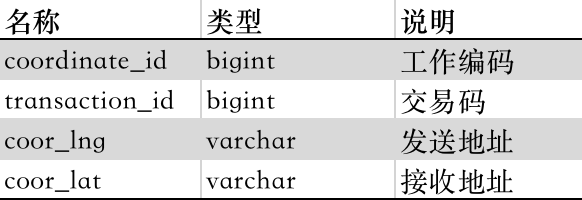 名称 类型 说明
coordinate_id bigint 工作编码
transaction_id bigint 交易码
coor_lng varchar 发送地址
coor_lat varchar 接收地址